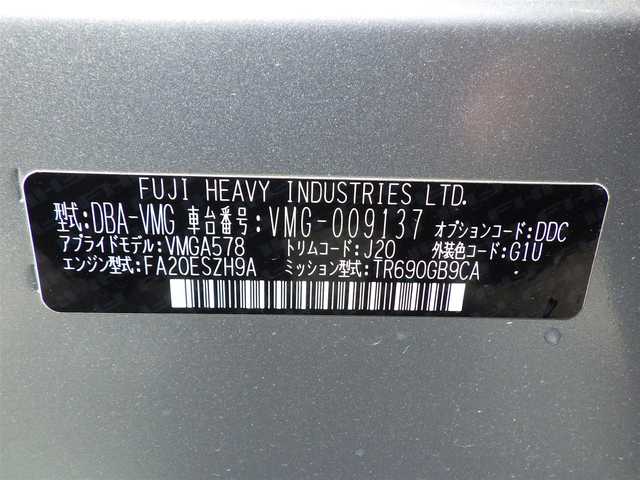 FUJI HEAVY INDUSTRIES LTD.
型式:DBA-VMG 車台番号:VMG-009137 オプションコード:DDC
アプライドモデル:VMGA578 トリムコード:J20 外装色コード:G1U
エンジン型式:FA20ESZH9A ミッション型式:TR690GB9CA